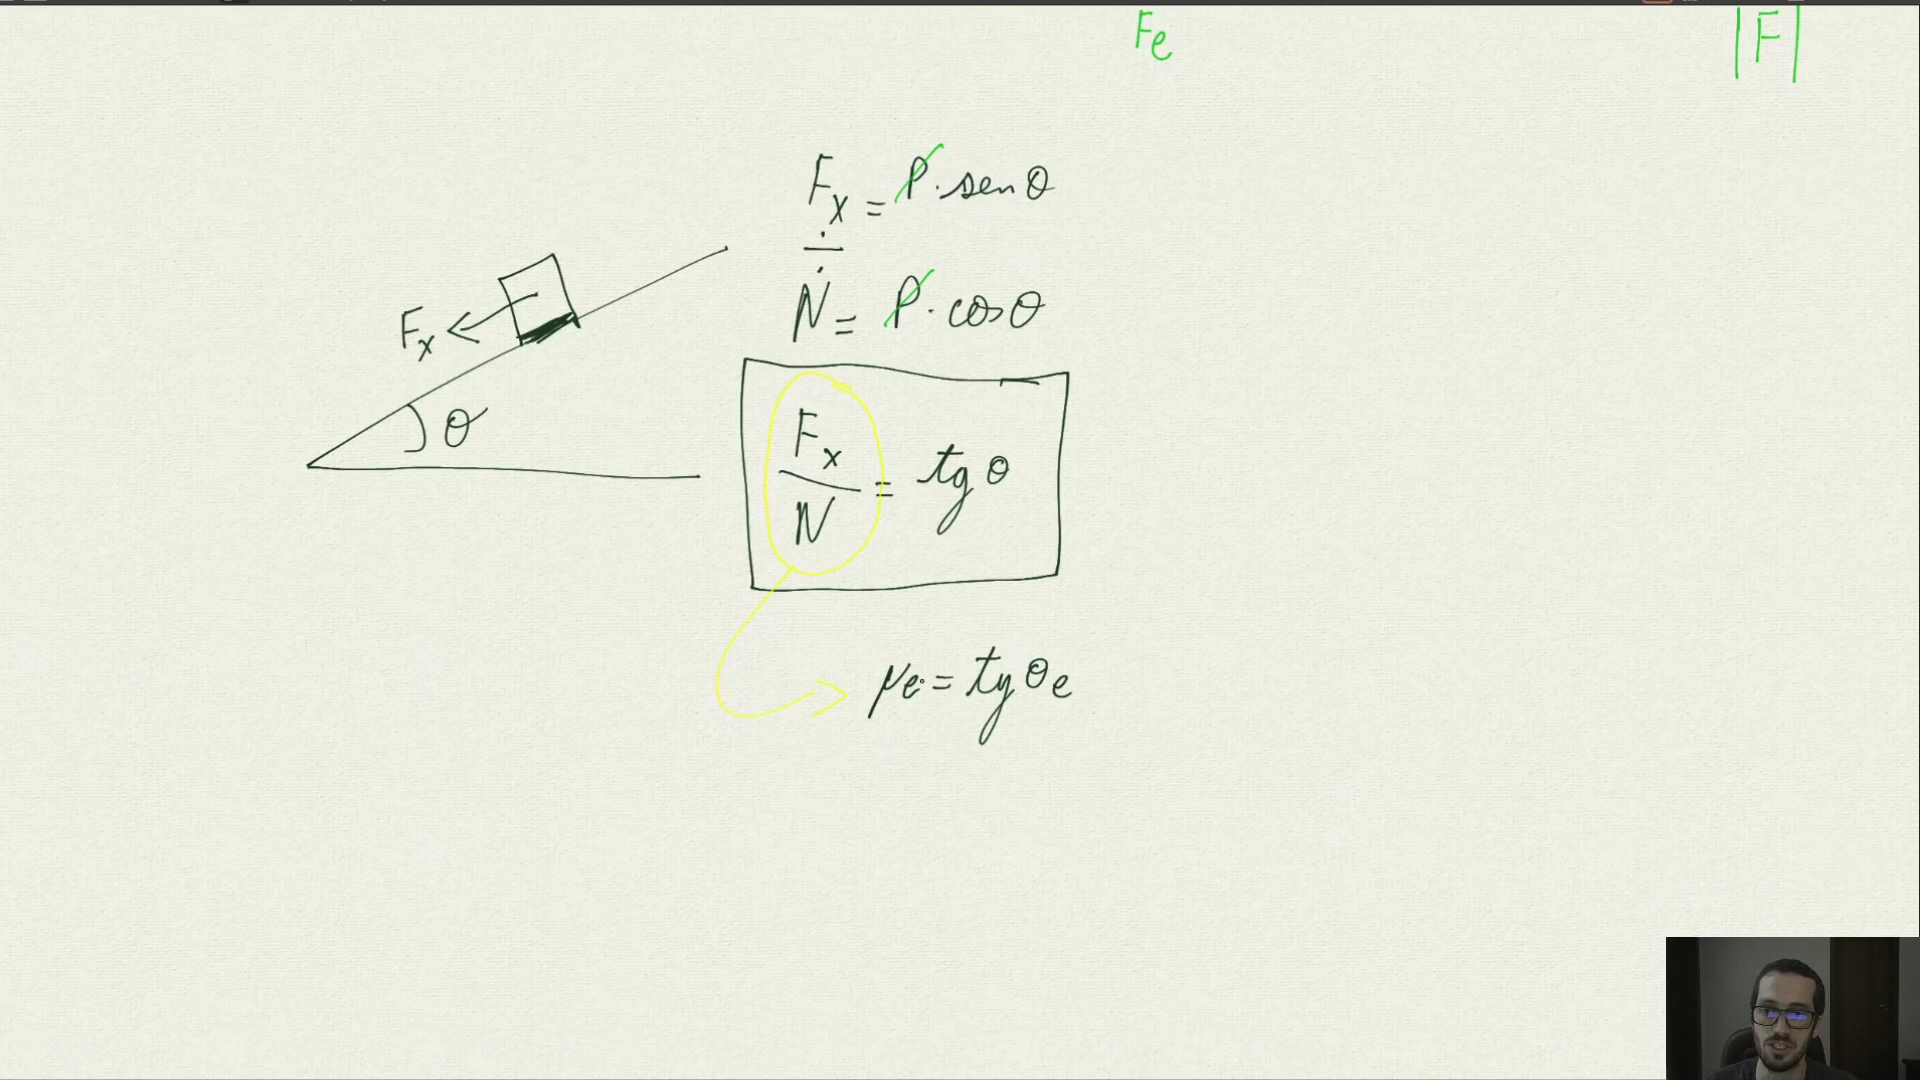 Fe |F|
Fx = P · sen θ
÷
N = P · cos θ
Fx
θ
Fx
N
= tg θ
μe = tg θe